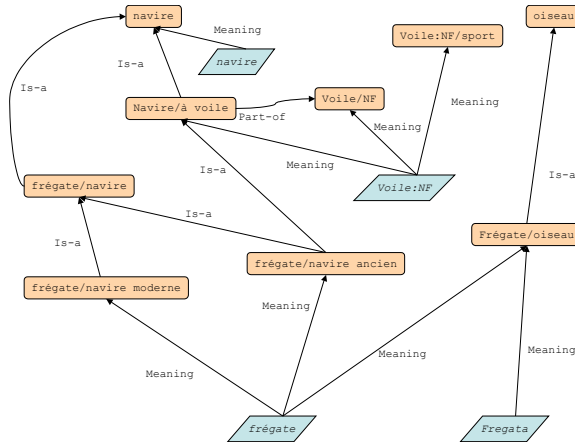 navire
oiseau
Meaning
Voile:NF/sport
Is-a
navire
Is-a
Navire/à voile
Voile/NF
Meaning
Part-of
Meaning
Meaning
Is-a
Voile:NF
Is-a
frégate/navire
Is-a
Frégate/oiseau
Is-a
frégate/navire ancien
frégate/navire moderne
Meaning
Meaning
Meaning
Meaning
frégate
Fregata